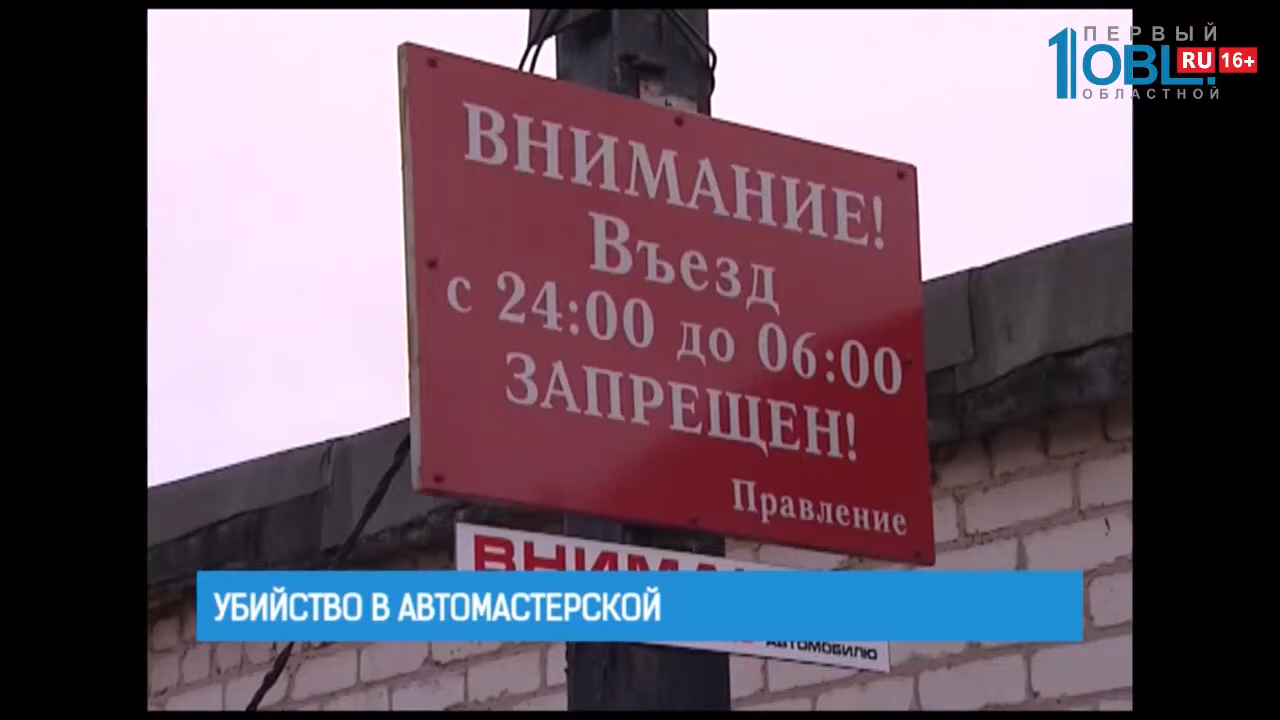 ПЕРВЫЙ
1OBL.
RU 16+
ОБЛАСТНОЙ
ВНИМАНИЕ!
Въезд
с 24:00 до 06:00
ЗАПРЕЩЕН!
Правление
УБИЙСТВО В АВТОМАСТЕРСКОЙ
АВТОМОБИЛЮ